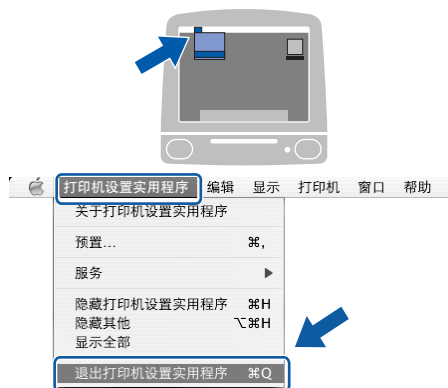 打印机设置实用程序 编辑 显示 打印机 窗口 帮助
关于打印机设置实用程序
预置... ⌘,
服务 ▶
隐藏打印机设置实用程序 ⌘H
隐藏其他 ⌥⌘H
显示全部
退出打印机设置实用程序 ⌘Q